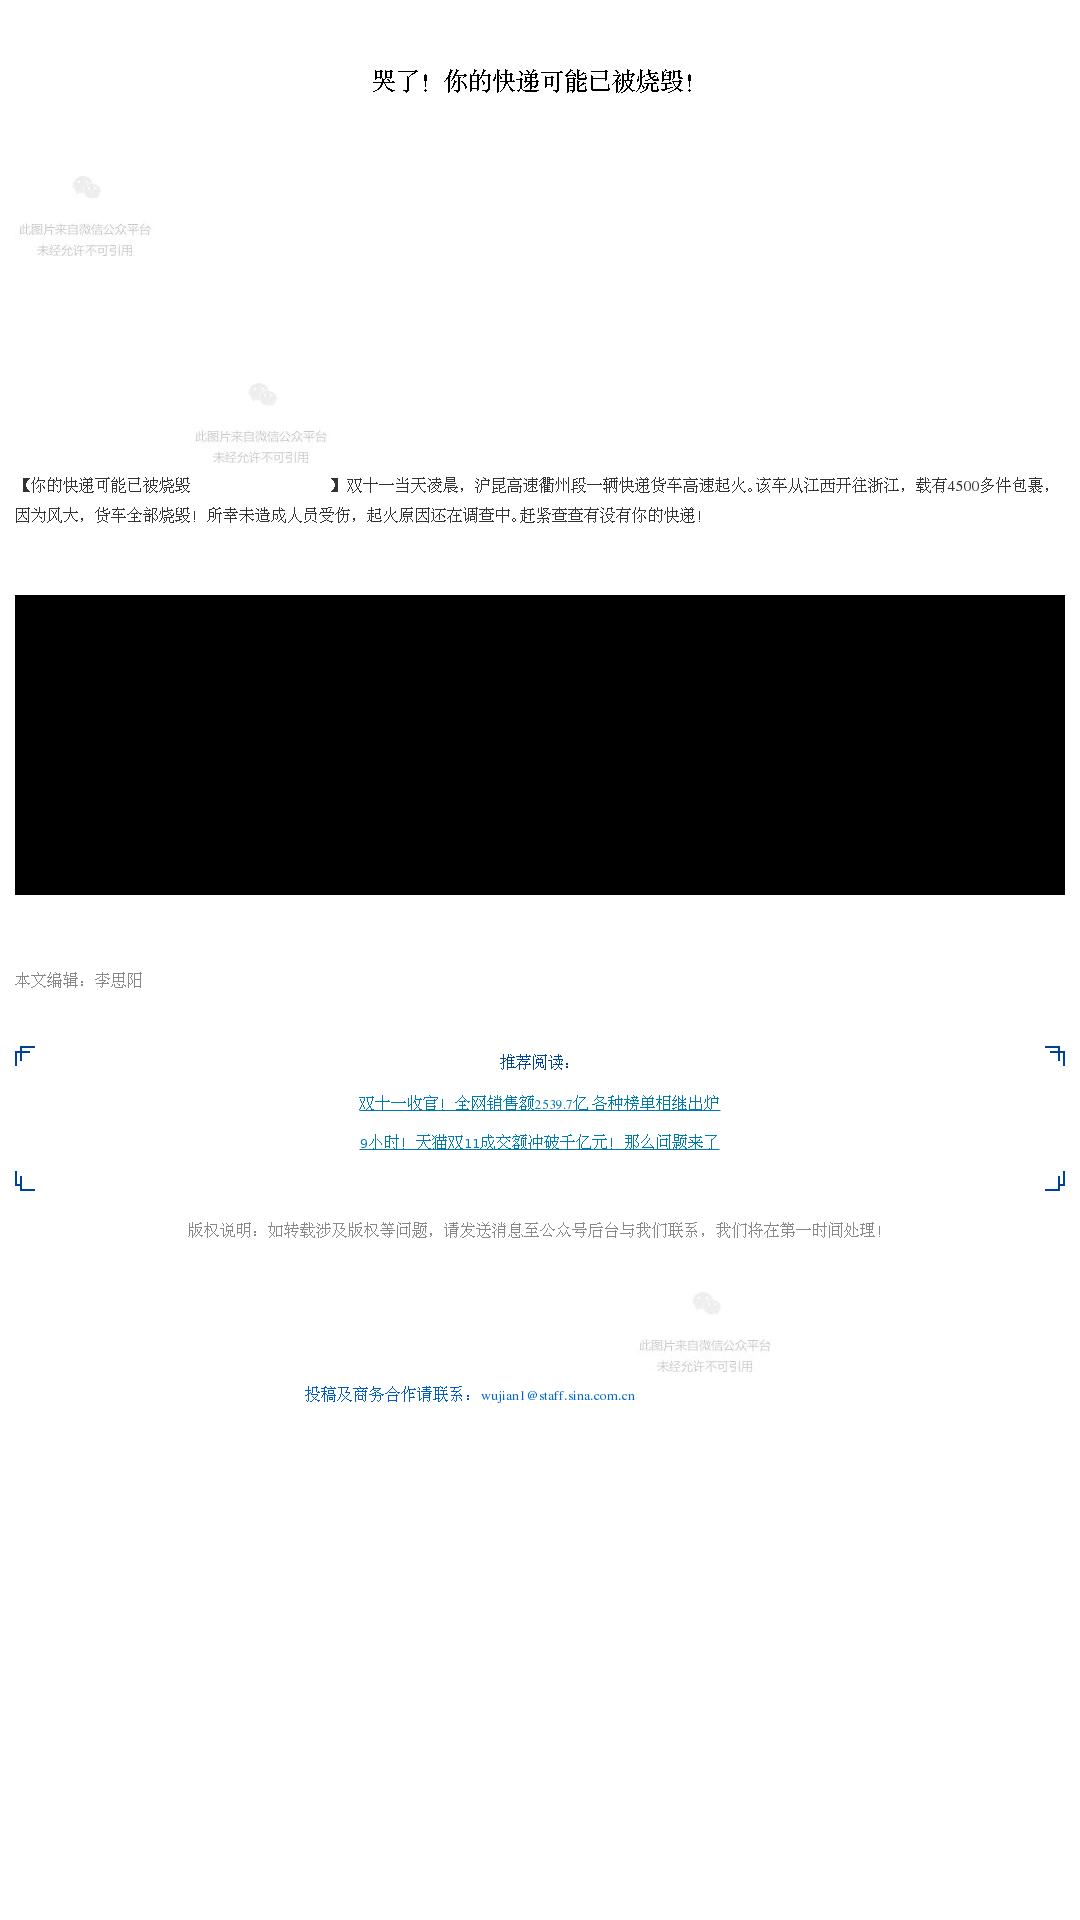 哭了！你的快递可能已被烧毁！
此图片来自微信公众平台
未经允许不可引用
此图片来自微信公众平台
未经允许不可引用
【你的快递可能已被烧毁 】双十一当天凌晨，沪昆高速衢州段一辆快递货车高速起火。该车从江西开往浙江，载有4500多件包裹，
因为风大，货车全部烧毁！所幸未造成人员受伤，起火原因还在调查中。赶紧查查有没有你的快递！
本文编辑：李思阳
推荐阅读：
双十一收官！全网销售额2539.7亿 各种榜单相继出炉
9小时！天猫双11成交额冲破千亿元！那么问题来了
版权说明：如转载涉及版权等问题，请发送消息至公众号后台与我们联系，我们将在第一时间处理！
此图片来自微信公众平台
未经允许不可引用
投稿及商务合作请联系：wujian1@staff.sina.com.cn